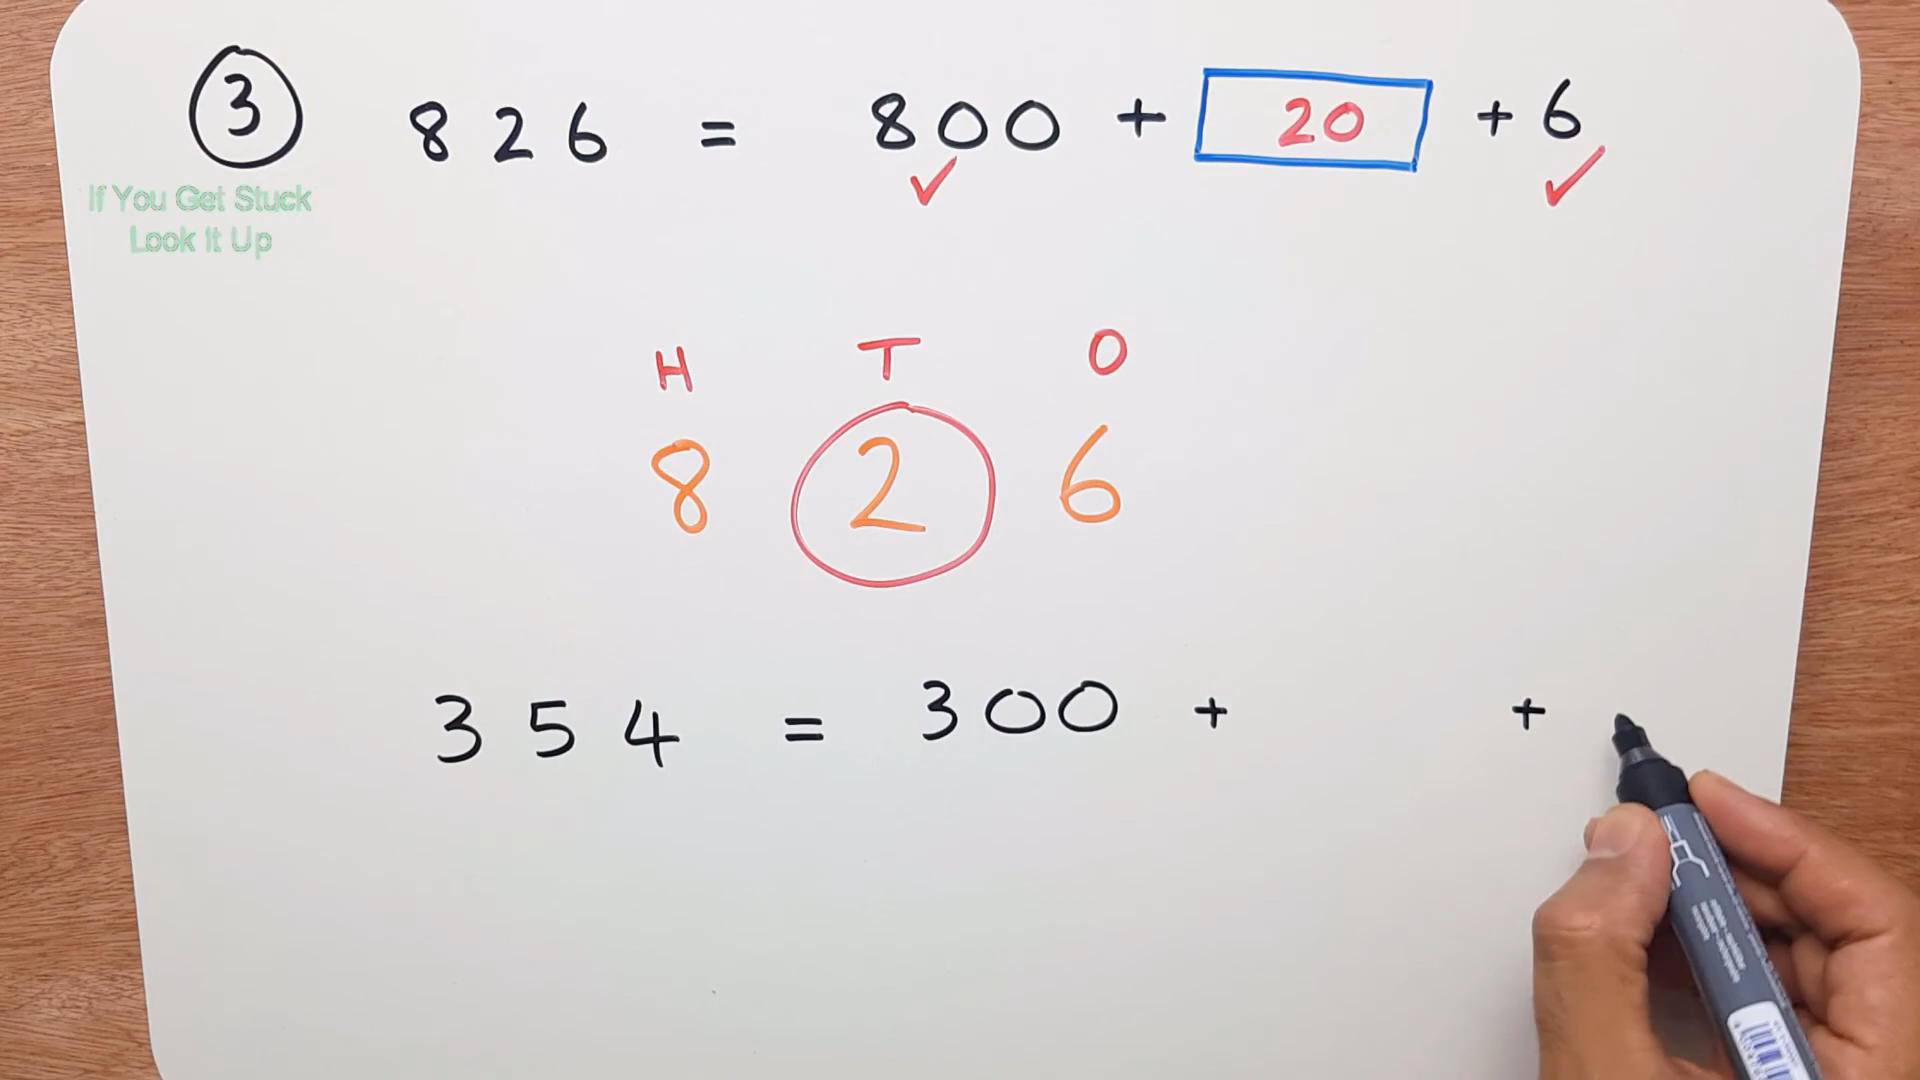 3 826 = 800 + 20 + 6
If You Get Stuck
Look It Up
H T O
8 2 6
354 = 300 + +